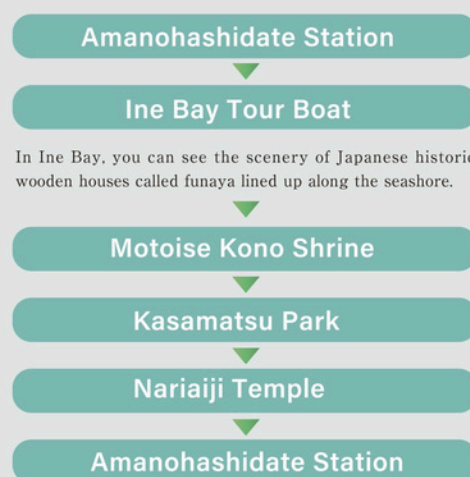 Amanohashidate Station
Ine Bay Tour Boat
In Ine Bay, you can see the scenery of Japanese historic
wooden houses called funaya lined up along the seashore.
Motoise Kono Shrine
Kasamatsu Park
Nariaiji Temple
Amanohashidate Station